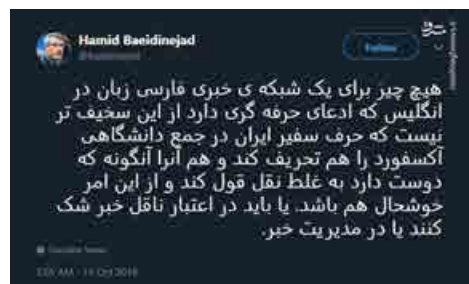 Hamid Baeidinejad
Follow
هیچ چیز برای یک شبکه ی خبری فارسی زبان در
انگلیس که ادعای حرفه گری دارد از این سخیف تر
نیست که حرف سفیر ایران در جمع دانشگاهی
آکسفورد را هم تحریف کند و هم آنرا آنگونه که
دوست دارد به غلط نقل قول کند و از این امر
خوشحال هم باشد. یا باید در اعتبار ناقل خبر شک
کنند یا در مدیریت خبر.